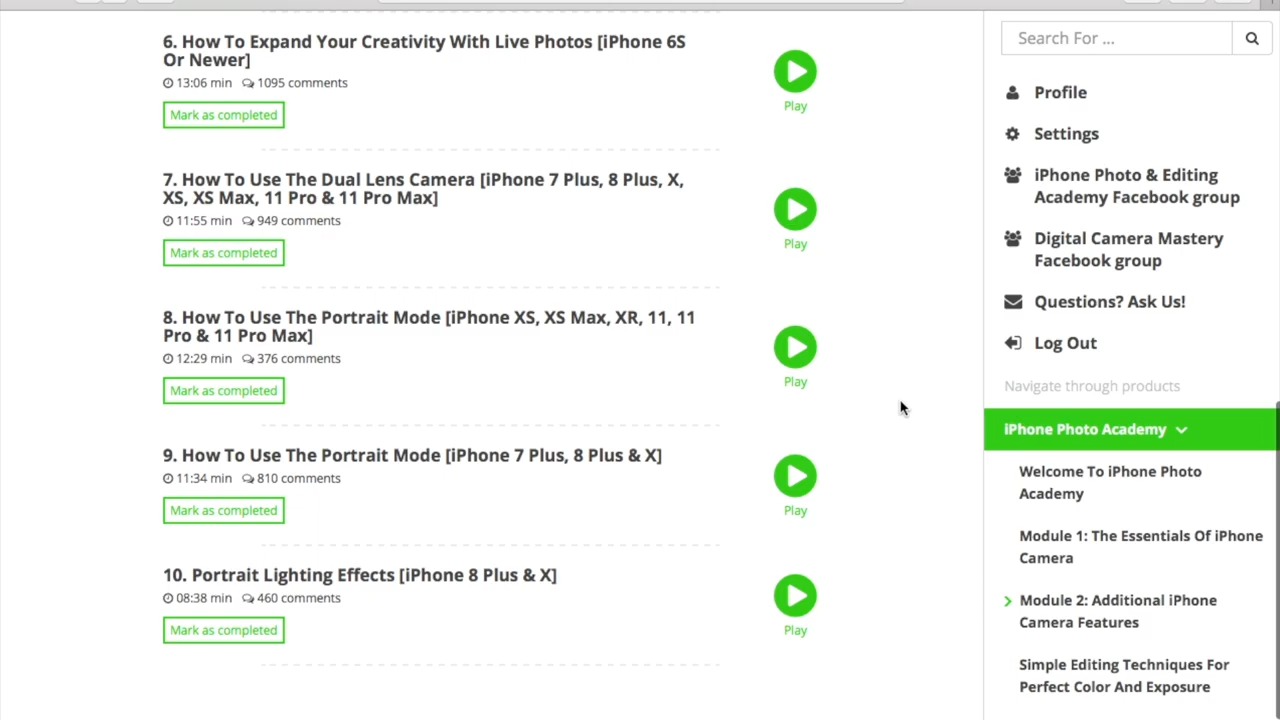 6. How To Expand Your Creativity With Live Photos [iPhone 6S
Or Newer]
13:06 min 1095 comments
Mark as completed
Play
7. How To Use The Dual Lens Camera [iPhone 7 Plus, 8 Plus, X,
XS, XS Max, 11 Pro & 11 Pro Max]
11:55 min 949 comments
Mark as completed
Play
8. How To Use The Portrait Mode [iPhone XS, XS Max, XR, 11, 11
Pro & 11 Pro Max]
12:29 min 376 comments
Mark as completed
Play
9. How To Use The Portrait Mode [iPhone 7 Plus, 8 Plus & X]
11:34 min 810 comments
Mark as completed
Play
10. Portrait Lighting Effects [iPhone 8 Plus & X]
08:38 min 460 comments
Mark as completed
Play
Search For ...
Profile
Settings
iPhone Photo & Editing
Academy Facebook group
Digital Camera Mastery
Facebook group
Questions? Ask Us!
Log Out
Navigate through products
iPhone Photo Academy
Welcome To iPhone Photo
Academy
Module 1: The Essentials Of iPhone
Camera
Module 2: Additional iPhone
Camera Features
Simple Editing Techniques For
Perfect Color And Exposure